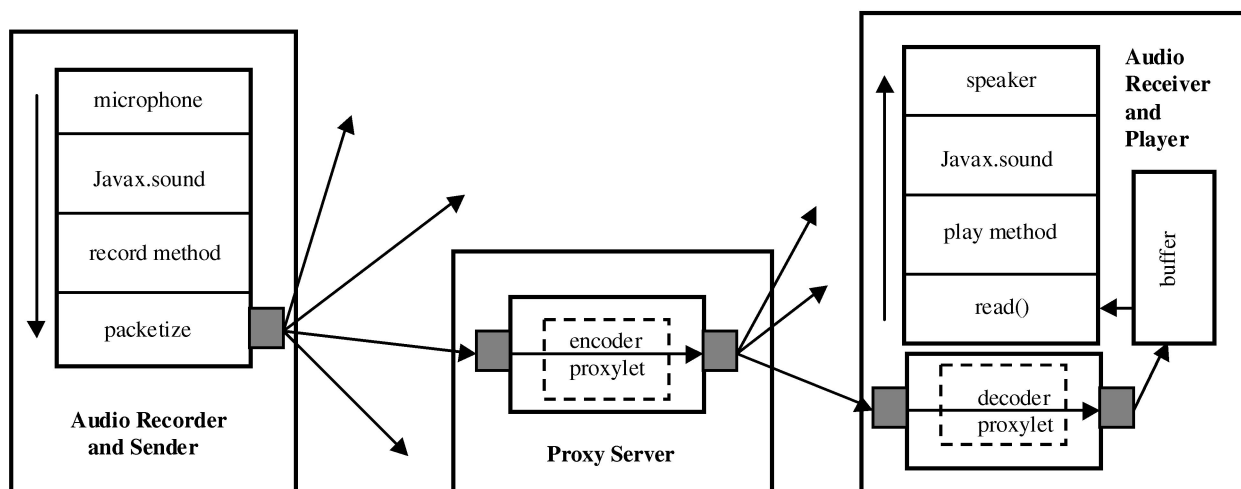 microphone
Javax.sound
record method
packetize
Audio Recorder
and Sender
encoder
proxylet
Proxy Server
speaker
Javax.sound
play method
read()
Audio
Receiver
and
Player
buffer
decoder
proxylet